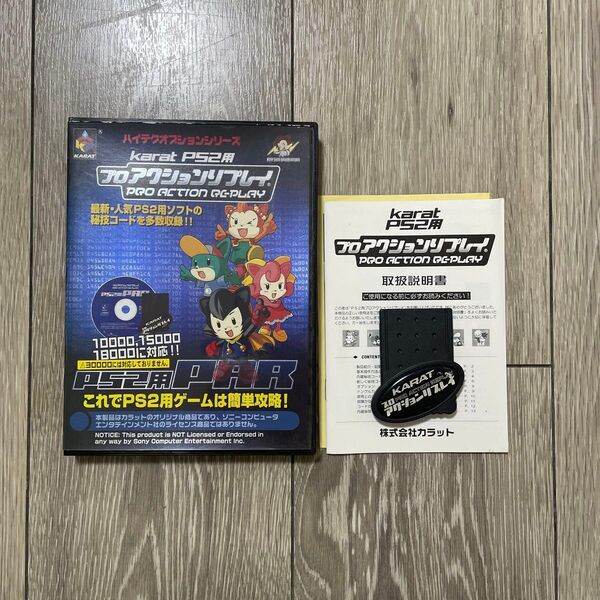 KARAT
ハイテクオプションシリーズ
karat PS2用
プロアクションリプレイ
PRO ACTION REPLAY
最新・人気PS2用ソフトの
秘技コードを多数収録!!
10000,15000
18000に対応!!
30000には対応しておりません。
PS2用 PAR
これでPS2用ゲームは簡単攻略!
本製品はカラットのオリジナル商品であり、ソニーコンピュータ
エンタテインメント社のライセンス商品ではありません。
NOTICE: This product is NOT Licensed or Endorsed in
any way by Sony Computer Entertainment Inc.
karat
PS2用
プロアクションリプレイ
PRO ACTION REPLAY
取扱説明書
ご使用になる前に必ずお読みください!
CONTENTS
KARAT
プロ
アクションリプレイ
株式会社カラット